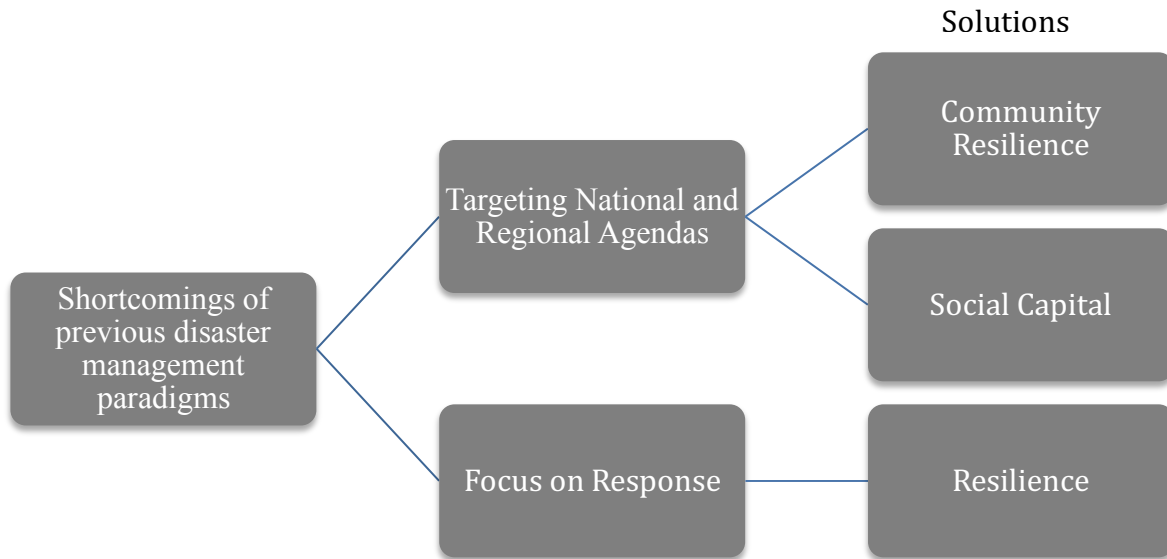 Solutions
Community
Resilience
Targeting National and
Regional Agendas
Social Capital
Shortcomings of
previous disaster
management
paradigms
Focus on Response
Resilience